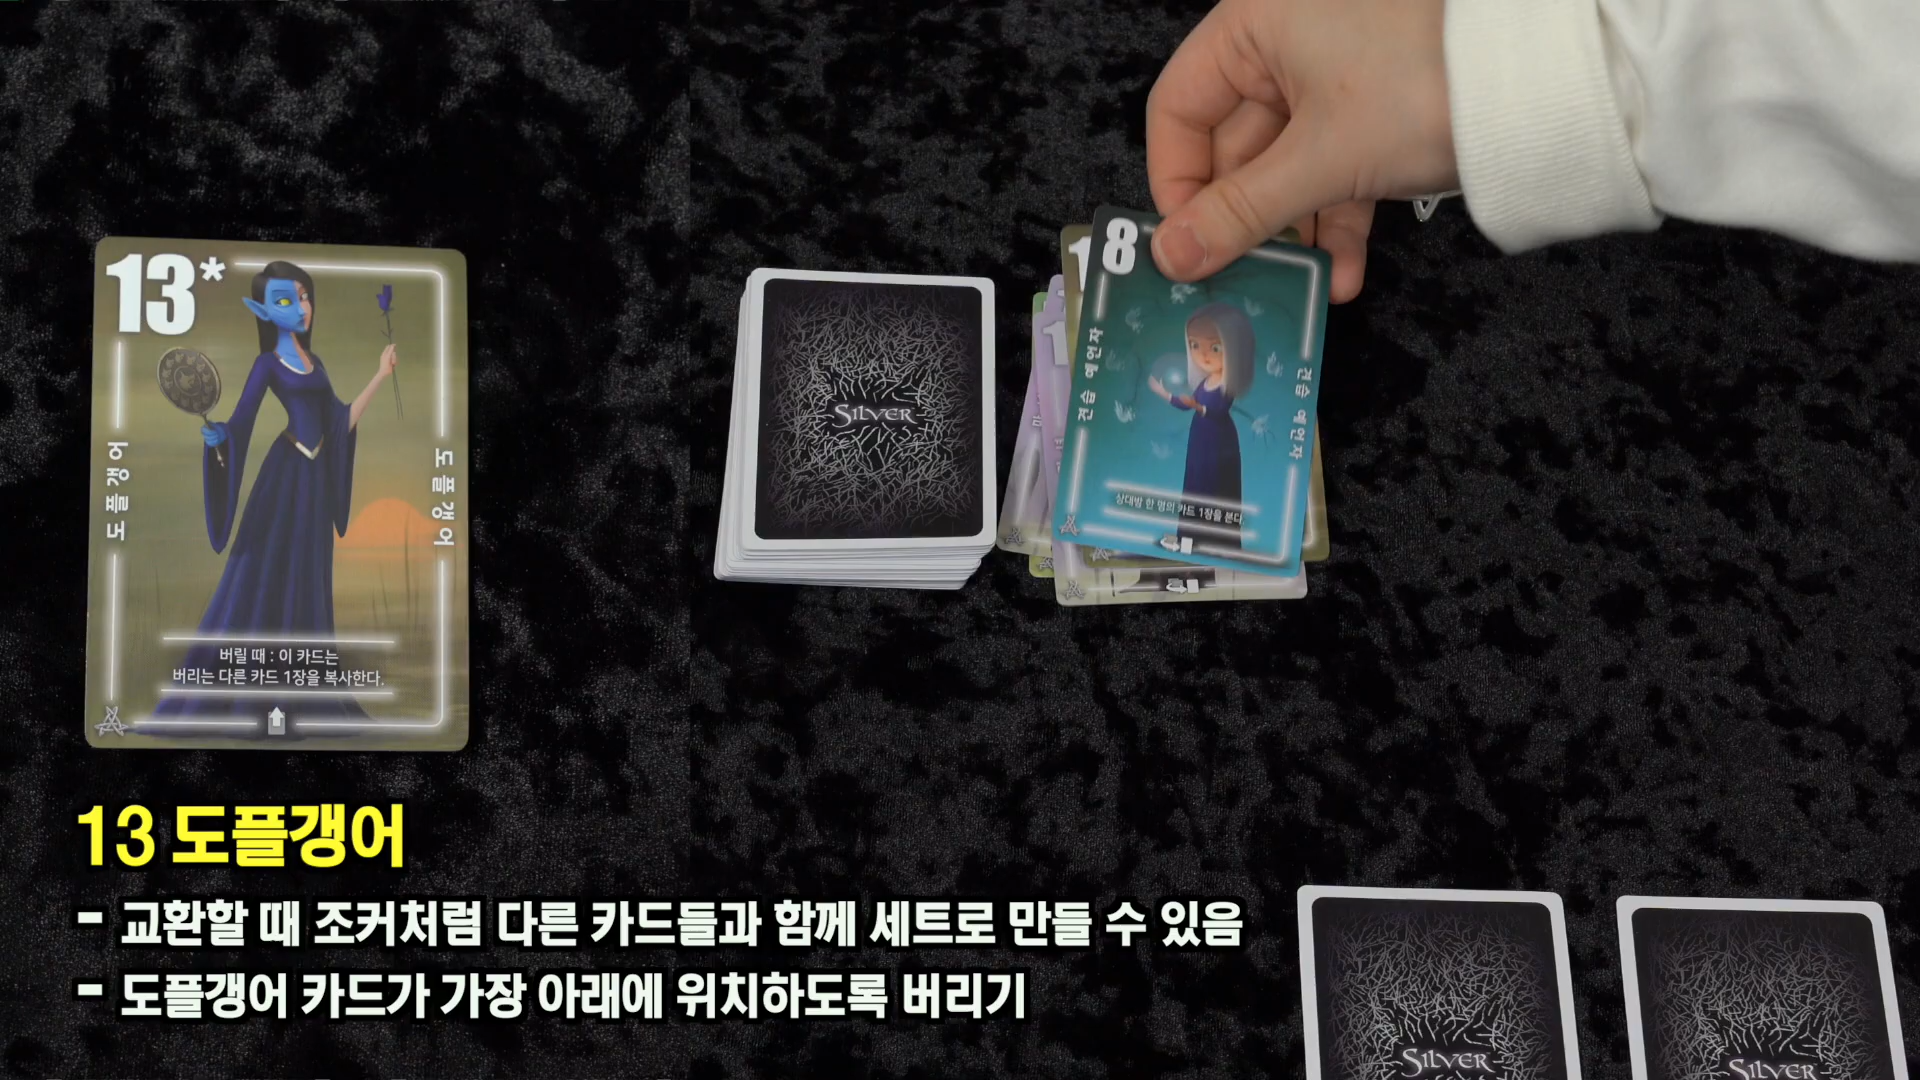 13*
도플갱어
도플갱어
버릴 때 : 이 카드는
버리는 다른 카드 1장을 복사한다.
SILVER
8
견습 예언자
견습 예언자
상대방 한 명의 카드 1장을 본다.
13 도플갱어
- 교환할 때 조커처럼 다른 카드들과 함께 세트로 만들 수 있음
- 도플갱어 카드가 가장 아래에 위치하도록 버리기
SILVER
SILVER